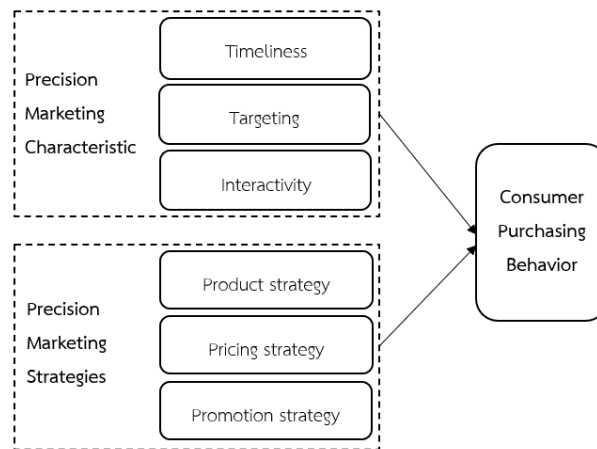 Precision
Marketing
Characteristic
Timeliness
Targeting
Interactivity
Precision
Marketing
Strategies
Product strategy
Pricing strategy
Promotion strategy
Consumer
Purchasing
Behavior